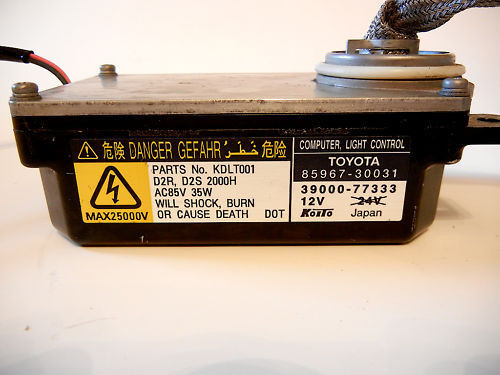 危険 DANGER GEFAHR خطر 危险
MAX25000V
PARTS No. KDLT001
D2R, D2S 2000H
AC85V 35W
WILL SHOCK, BURN
OR CAUSE DEATH DOT
COMPUTER, LIGHT CONTROL
TOYOTA
85967-30031
39000-77333
12V 24V
KOITO Japan